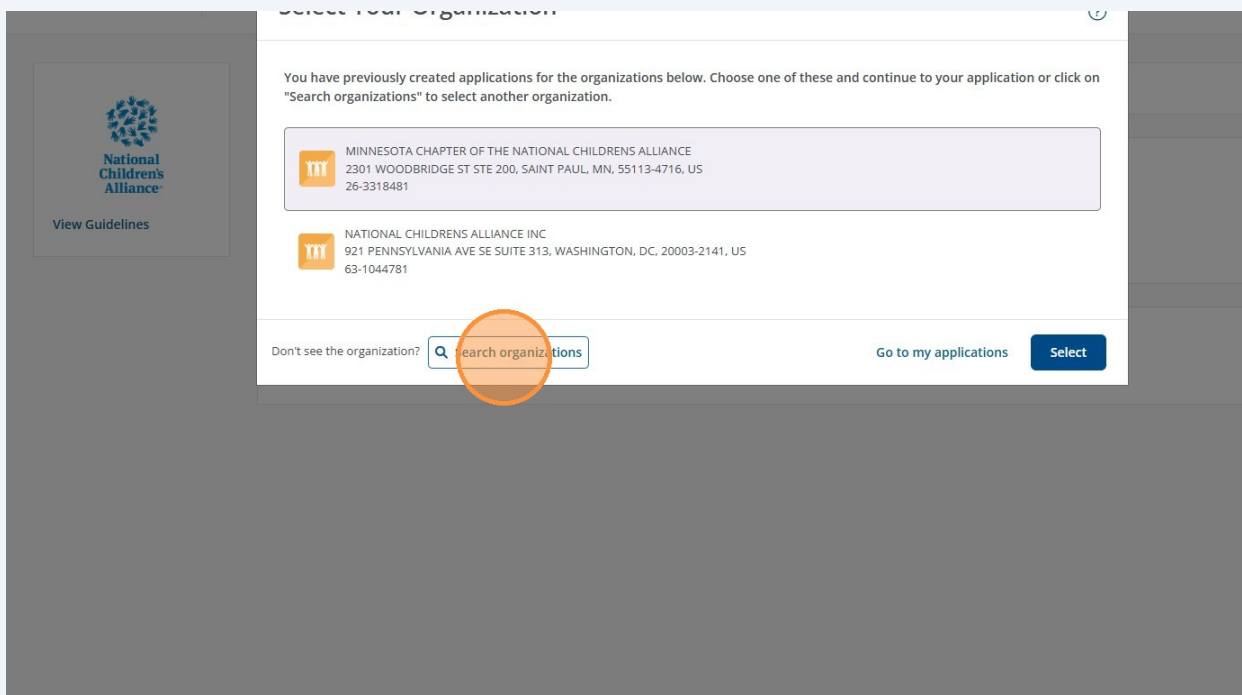 Select Your Organization
You have previously created applications for the organizations below. Choose one of these and continue to your application or click on
"Search organizations" to select another organization.
National
Children's
Alliance
View Guidelines
MINNESOTA CHAPTER OF THE NATIONAL CHILDRENS ALLIANCE
2301 WOODBRIDGE ST STE 200, SAINT PAUL, MN, 55113-4716, US
26-3318481
NATIONAL CHILDRENS ALLIANCE INC
921 PENNSYLVANIA AVE SE SUITE 313, WASHINGTON, DC, 20003-2141, US
63-1044781
Don't see the organization? Search organizations Go to my applications Select